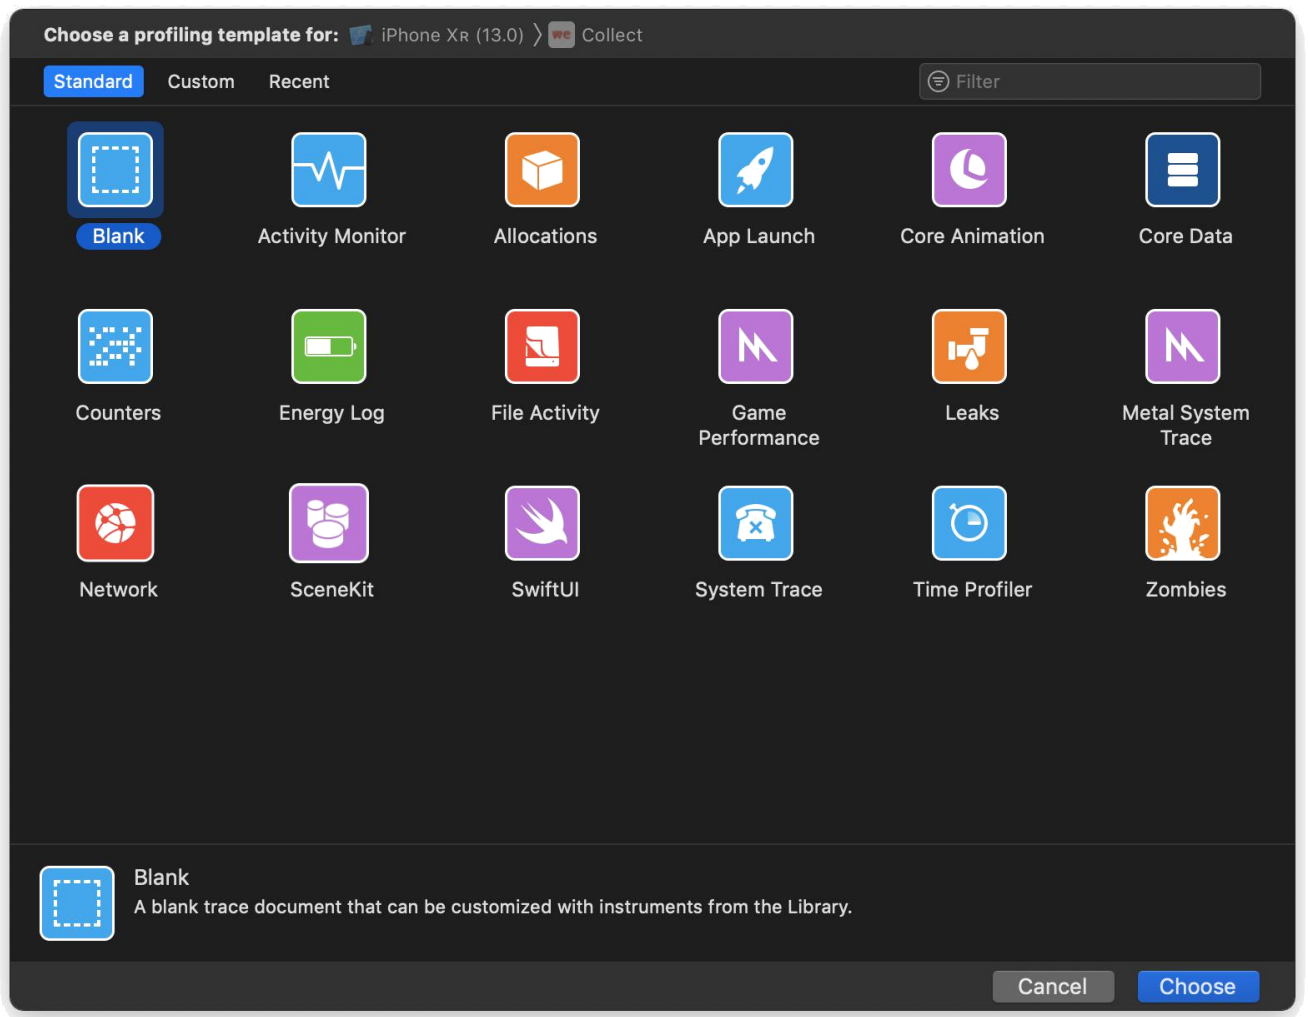 Choose a profiling template for: iPhone XR (13.0) we Collect
Standard Custom Recent Filter
Blank Activity Monitor Allocations App Launch Core Animation Core Data
Counters Energy Log File Activity Game Performance Leaks Metal System Trace
Network SceneKit SwiftUI System Trace Time Profiler Zombies
Blank
A blank trace document that can be customized with instruments from the Library.
Cancel Choose